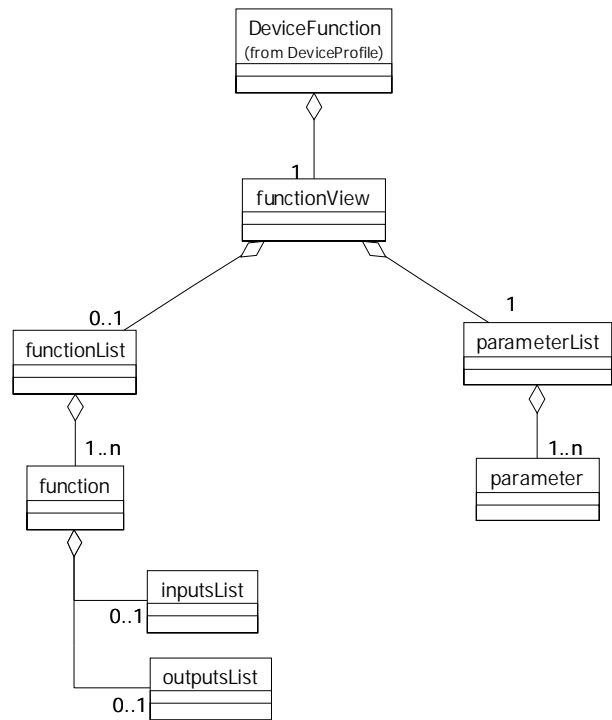 DeviceFunction
(from DeviceProfile)
1
functionView
0..1
1
functionList
parameterList
1..n
1..n
function
parameter
inputsList
0..1
outputsList
0..1